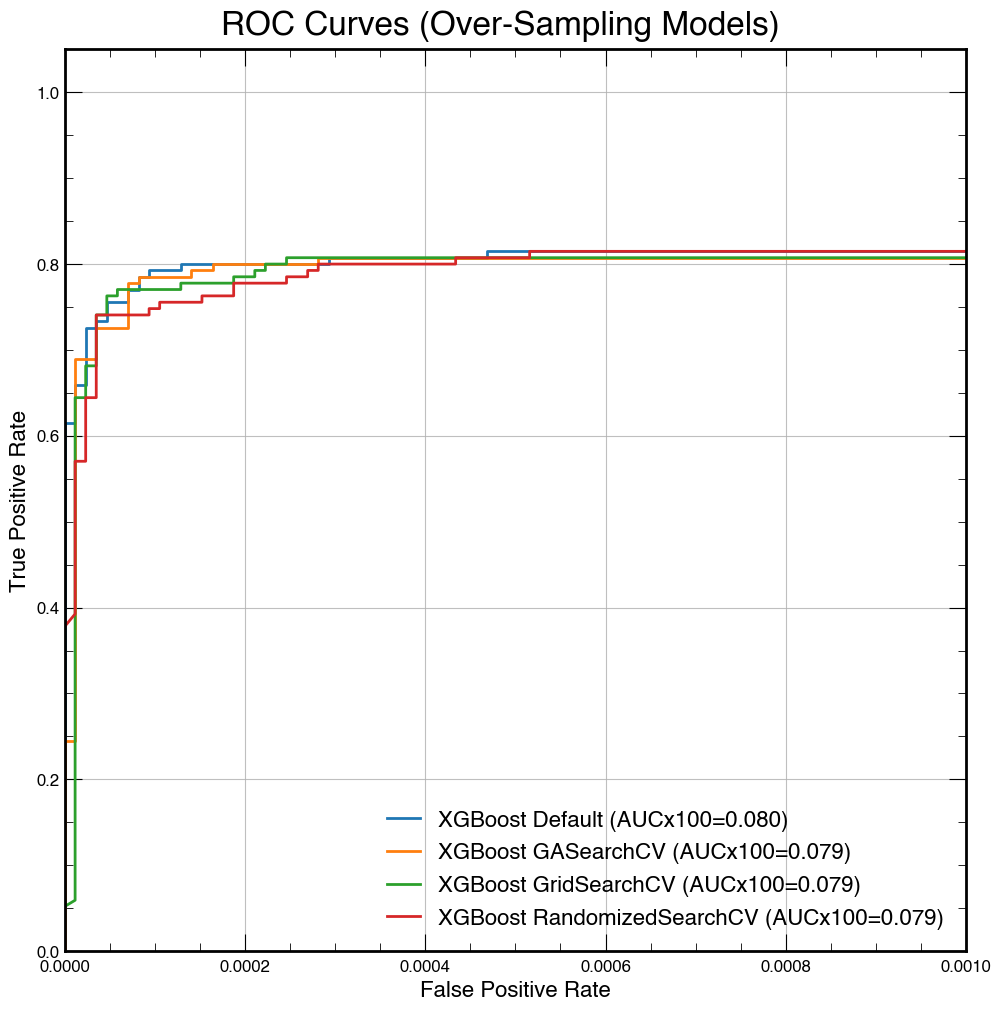 ROC Curves (Over-Sampling Models)
1.0
0.8
0.6
0.4
0.2
0.0
True Positive Rate
XGBoost Default (AUCx100=0.080)
XGBoost GASearchCV (AUCx100=0.079)
XGBoost GridSearchCV (AUCx100=0.079)
XGBoost RandomizedSearchCV (AUCx100=0.079)
0.0000 0.0002 0.0004 0.0006 0.0008 0.0010
False Positive Rate